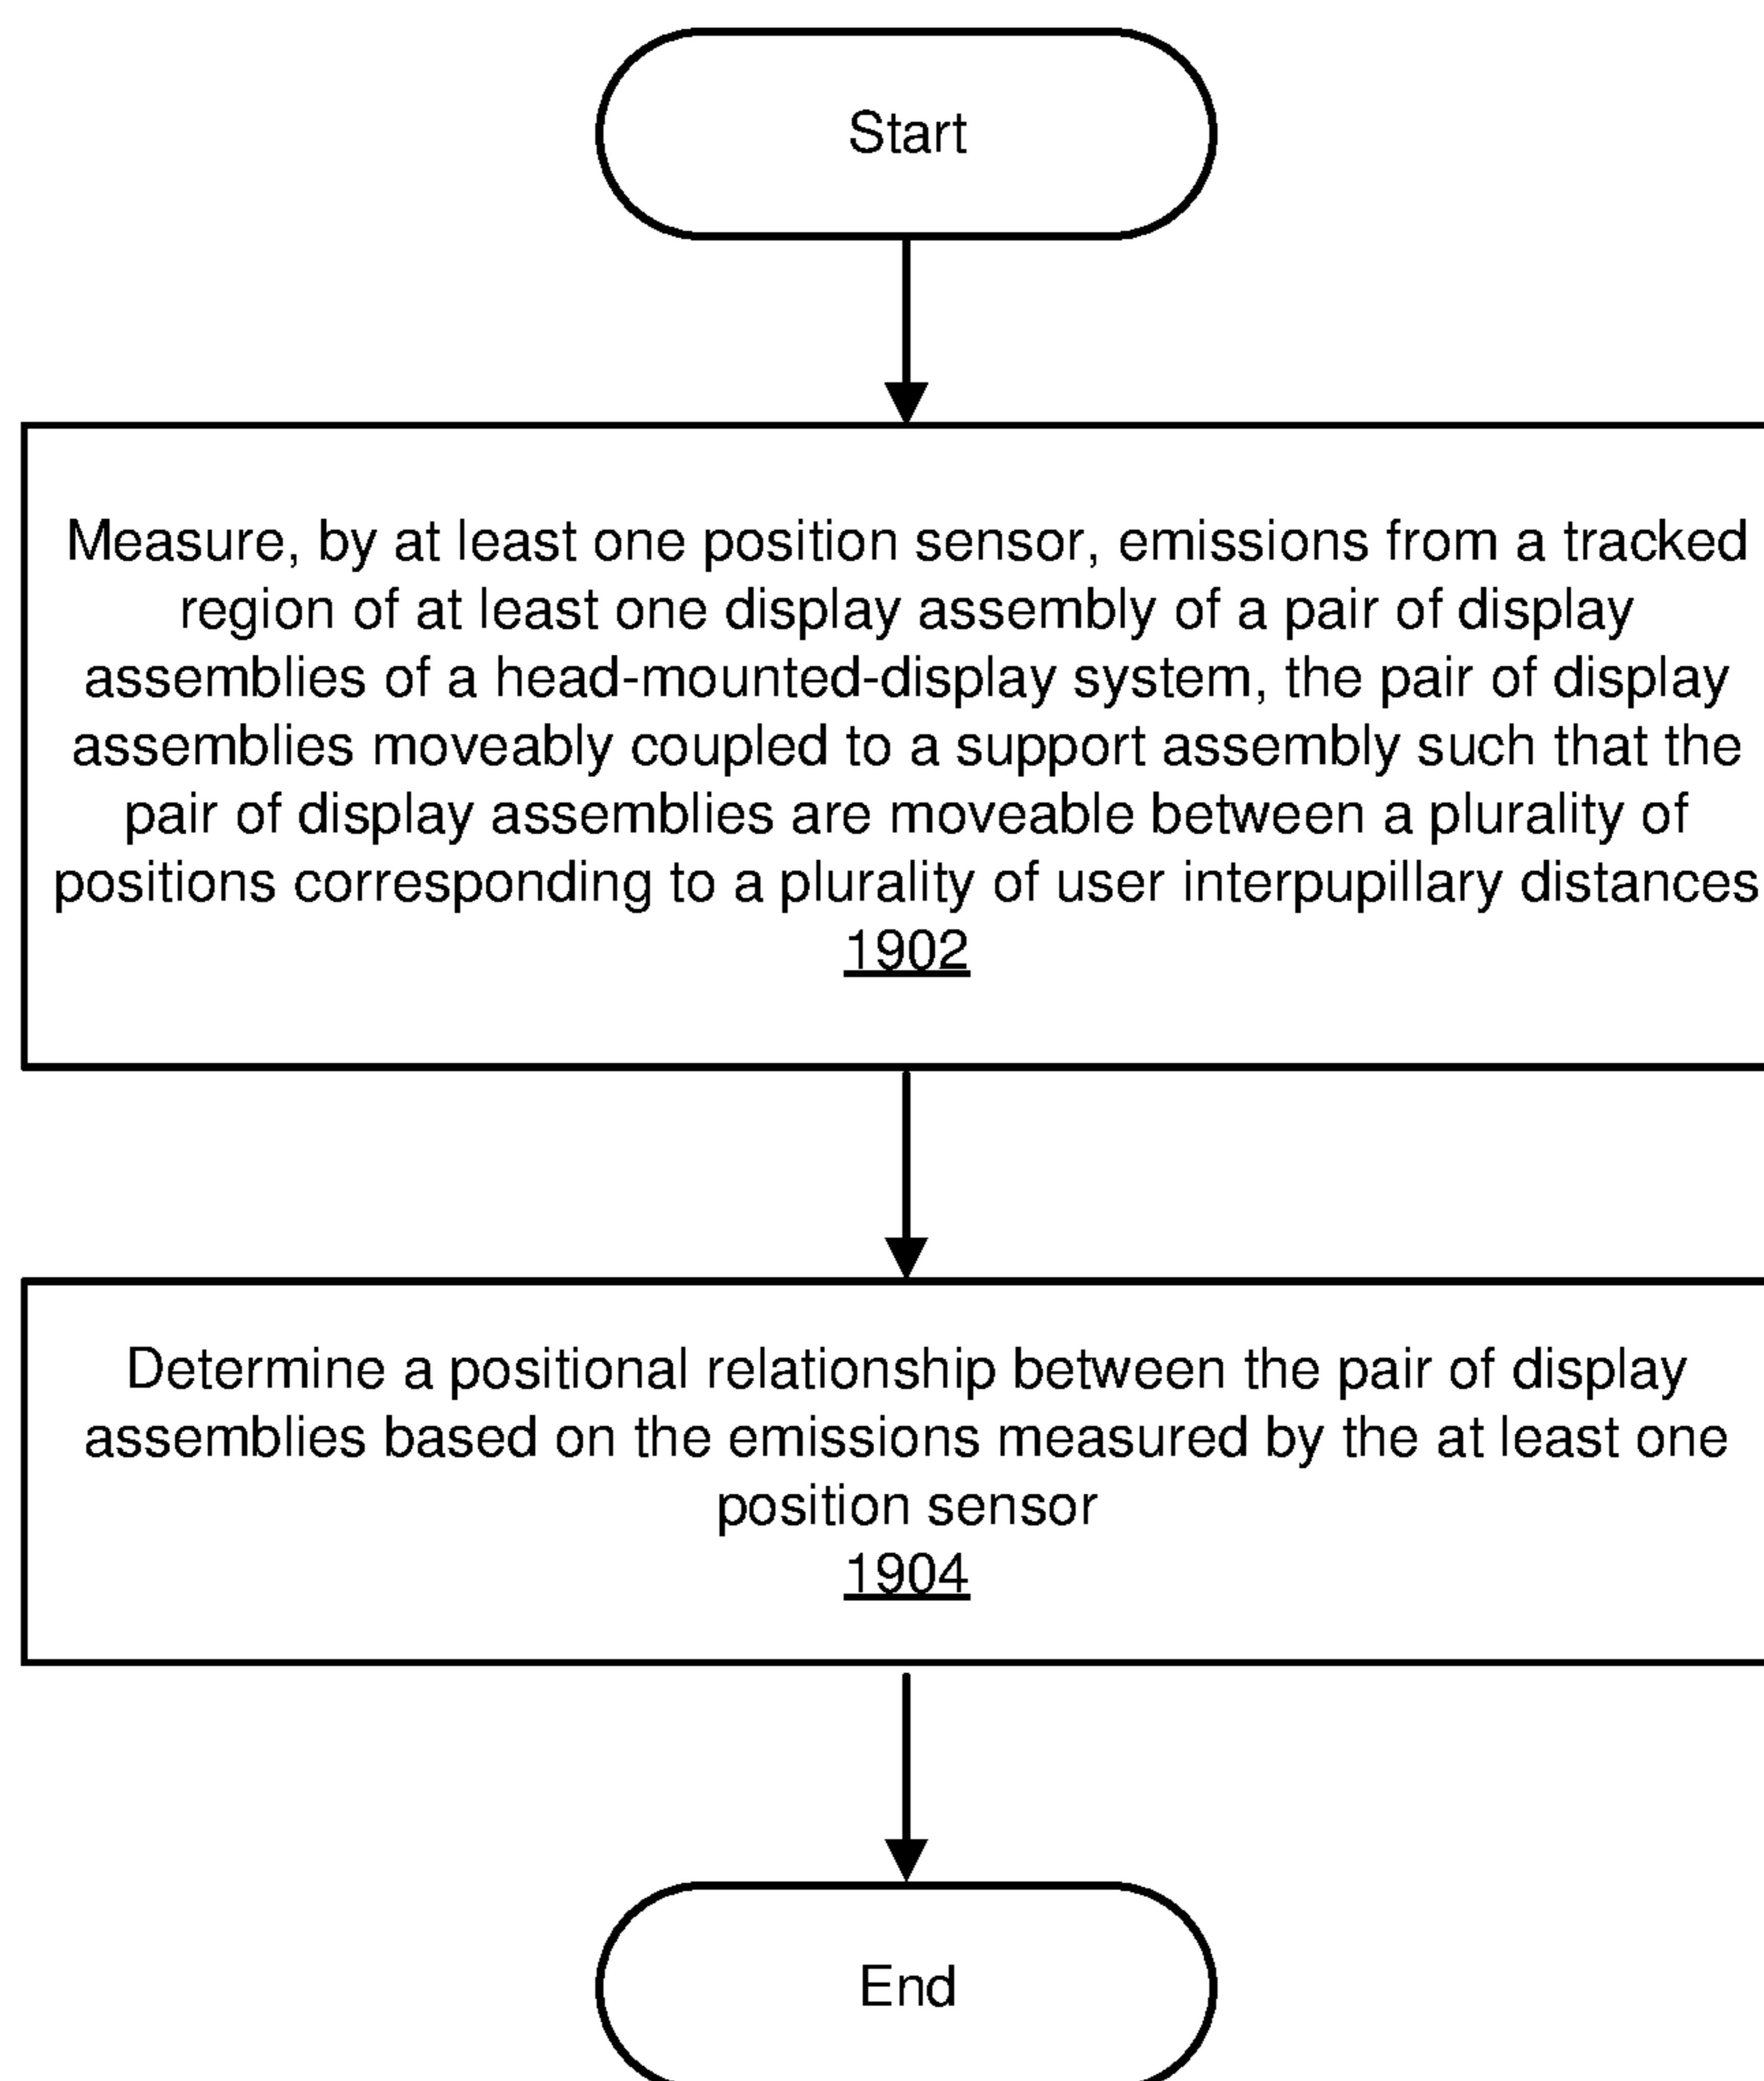 Start
Measure, by at least one position sensor, emissions from a tracked
region of at least one display assembly of a pair of display
assemblies of a head-mounted-display system, the pair of display
assemblies moveably coupled to a support assembly such that the
pair of display assemblies are moveable between a plurality of
positions corresponding to a plurality of user interpupillary distances
1902
Determine a positional relationship between the pair of display
assemblies based on the emissions measured by the at least one
position sensor
1904
End